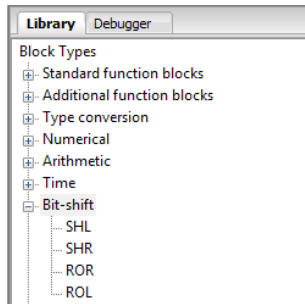 Library Debugger
Block Types
Standard function blocks
Additional function blocks
Type conversion
Numerical
Arithmetic
Time
Bit-shift
SHL
SHR
ROR
ROL